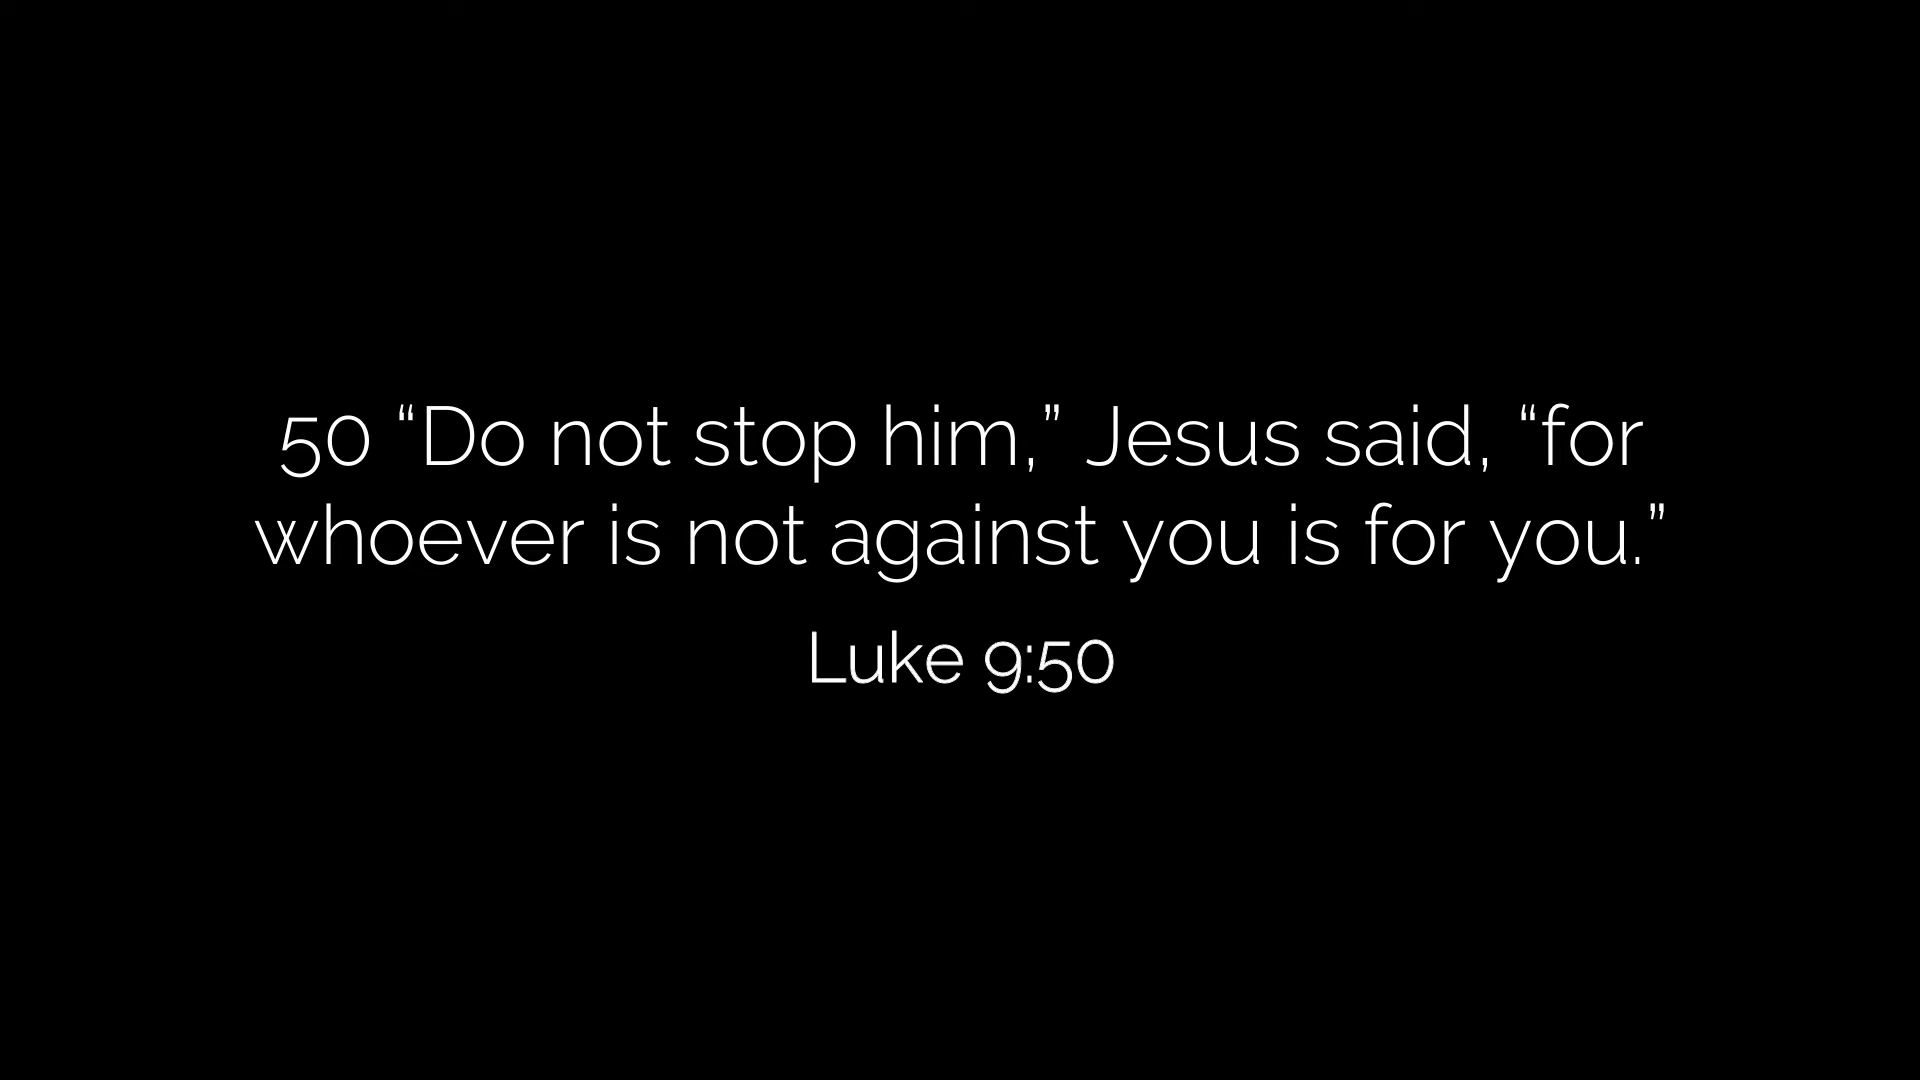 50 “Do not stop him,” Jesus said, “for
whoever is not against you is for you.”
Luke 9:50